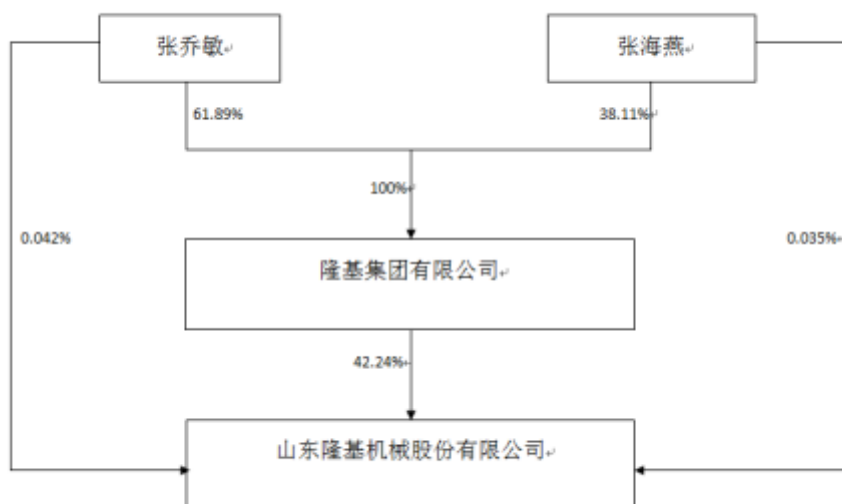 张乔敏
张海燕
61.89%
38.11%
100%
0.042%
0.035%
隆基集团有限公司
42.24%
山东隆基机械股份有限公司